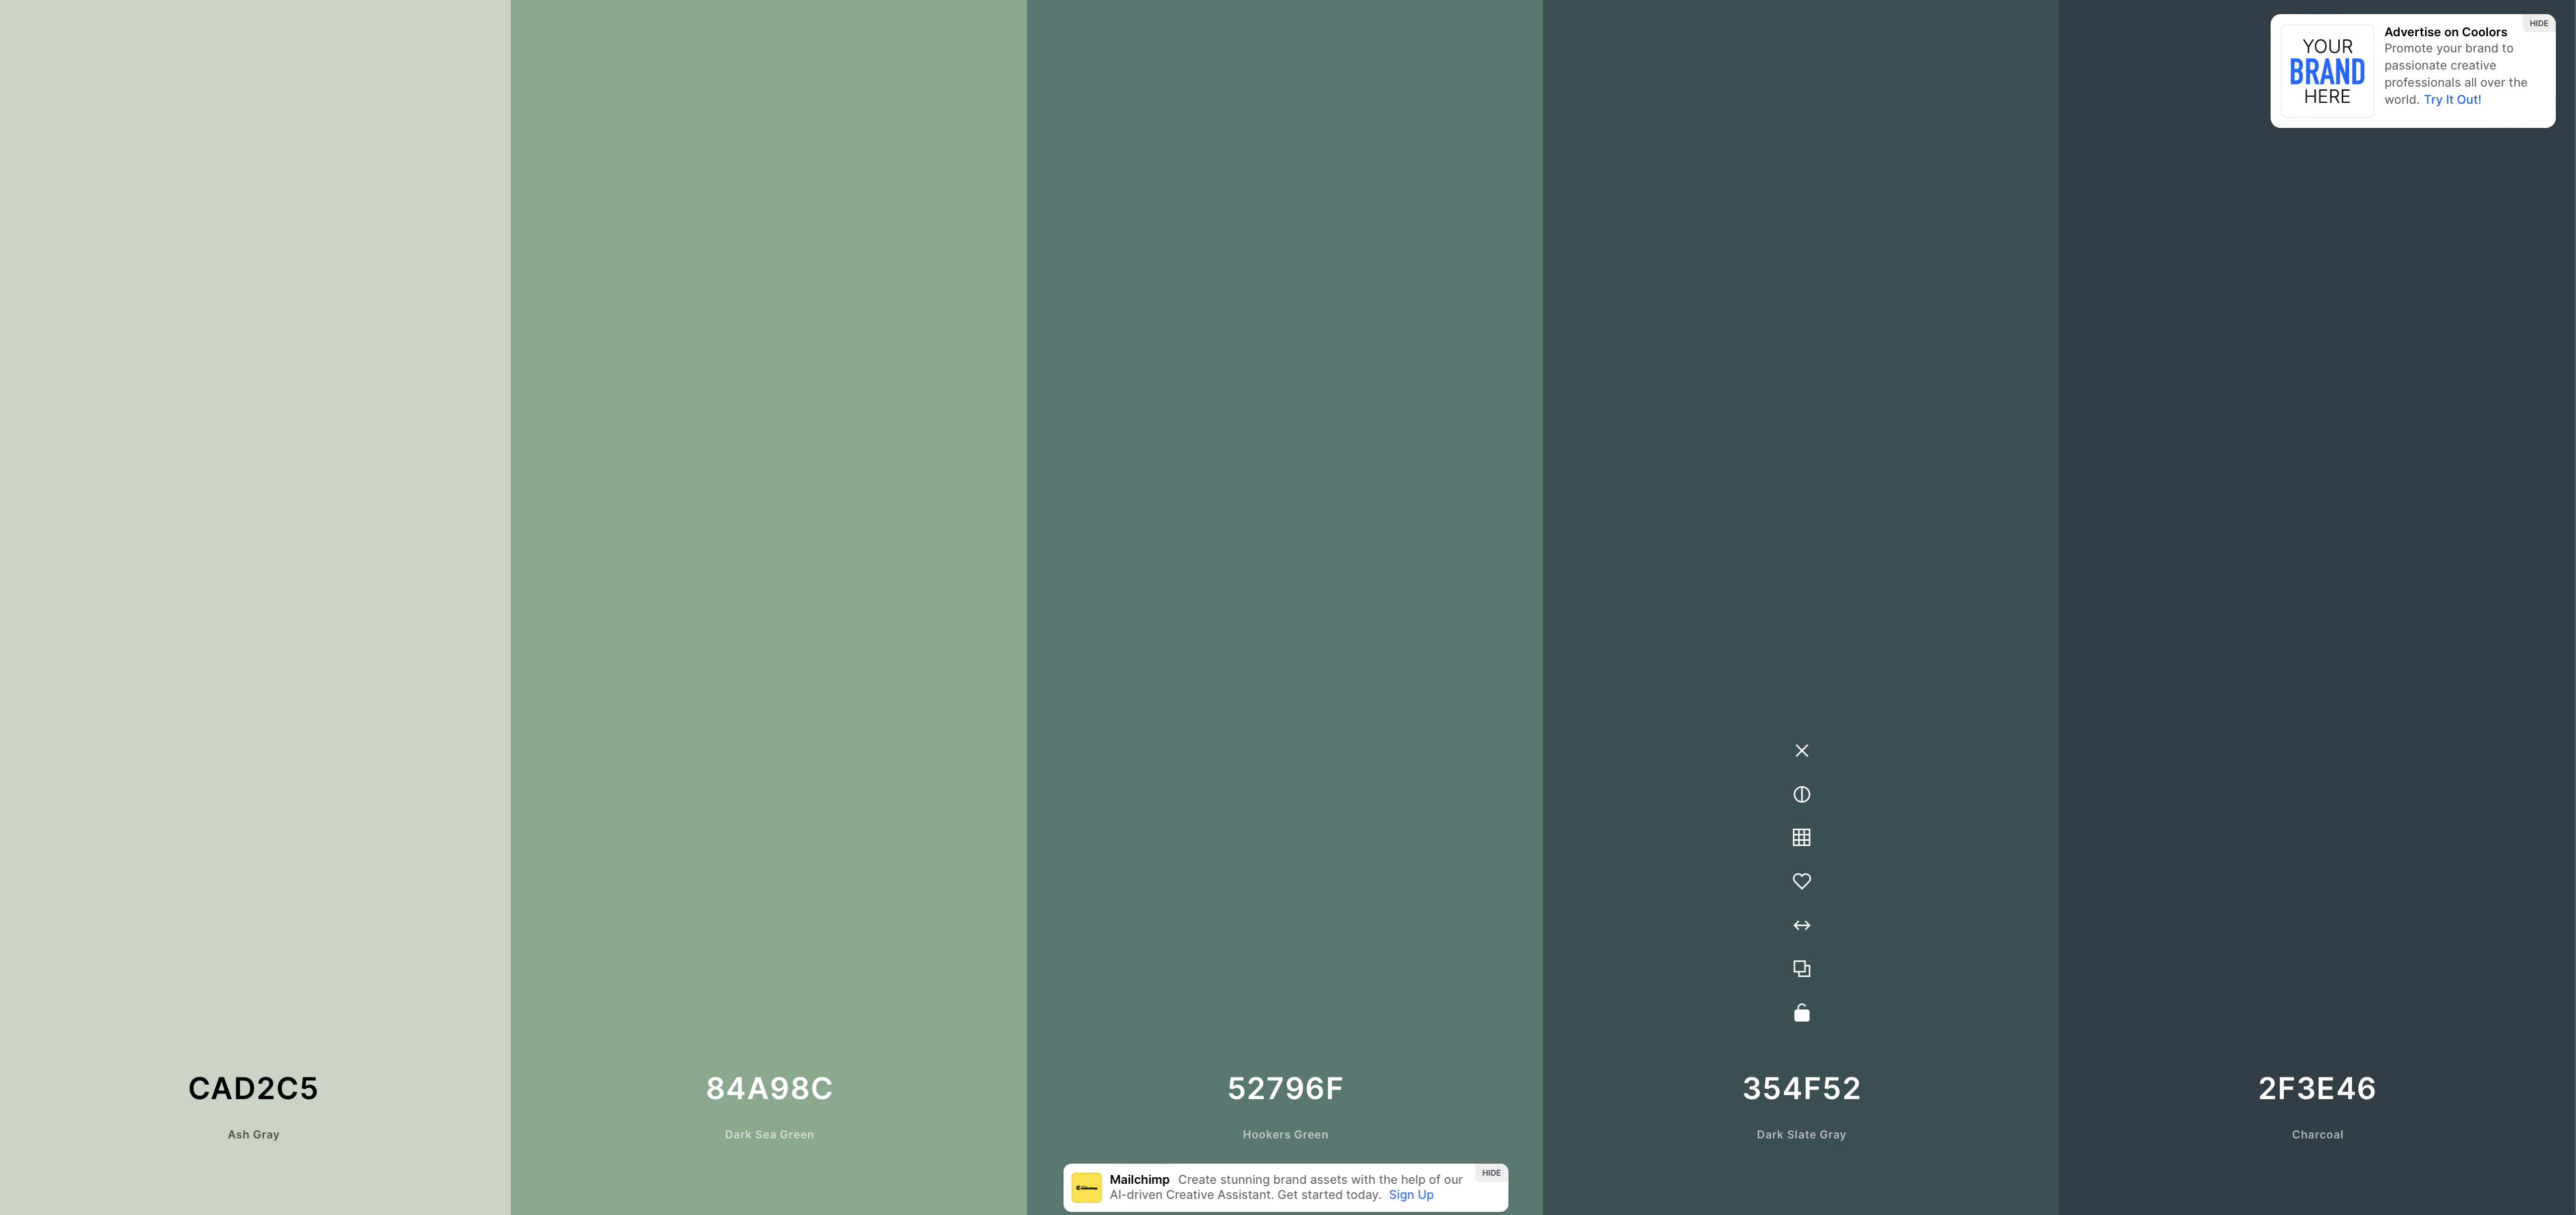 HIDE
YOUR
BRAND
HERE
Advertise on Coolors
Promote your brand to
passionate creative
professionals all over the
world. Try It Out!
CAD2C5
Ash Gray
84A98C
Dark Sea Green
52796F
Hookers Green
354F52
Dark Slate Gray
2F3E46
Charcoal
HIDE
Mailchimp Create stunning brand assets with the help of our
AI-driven Creative Assistant. Get started today. Sign Up